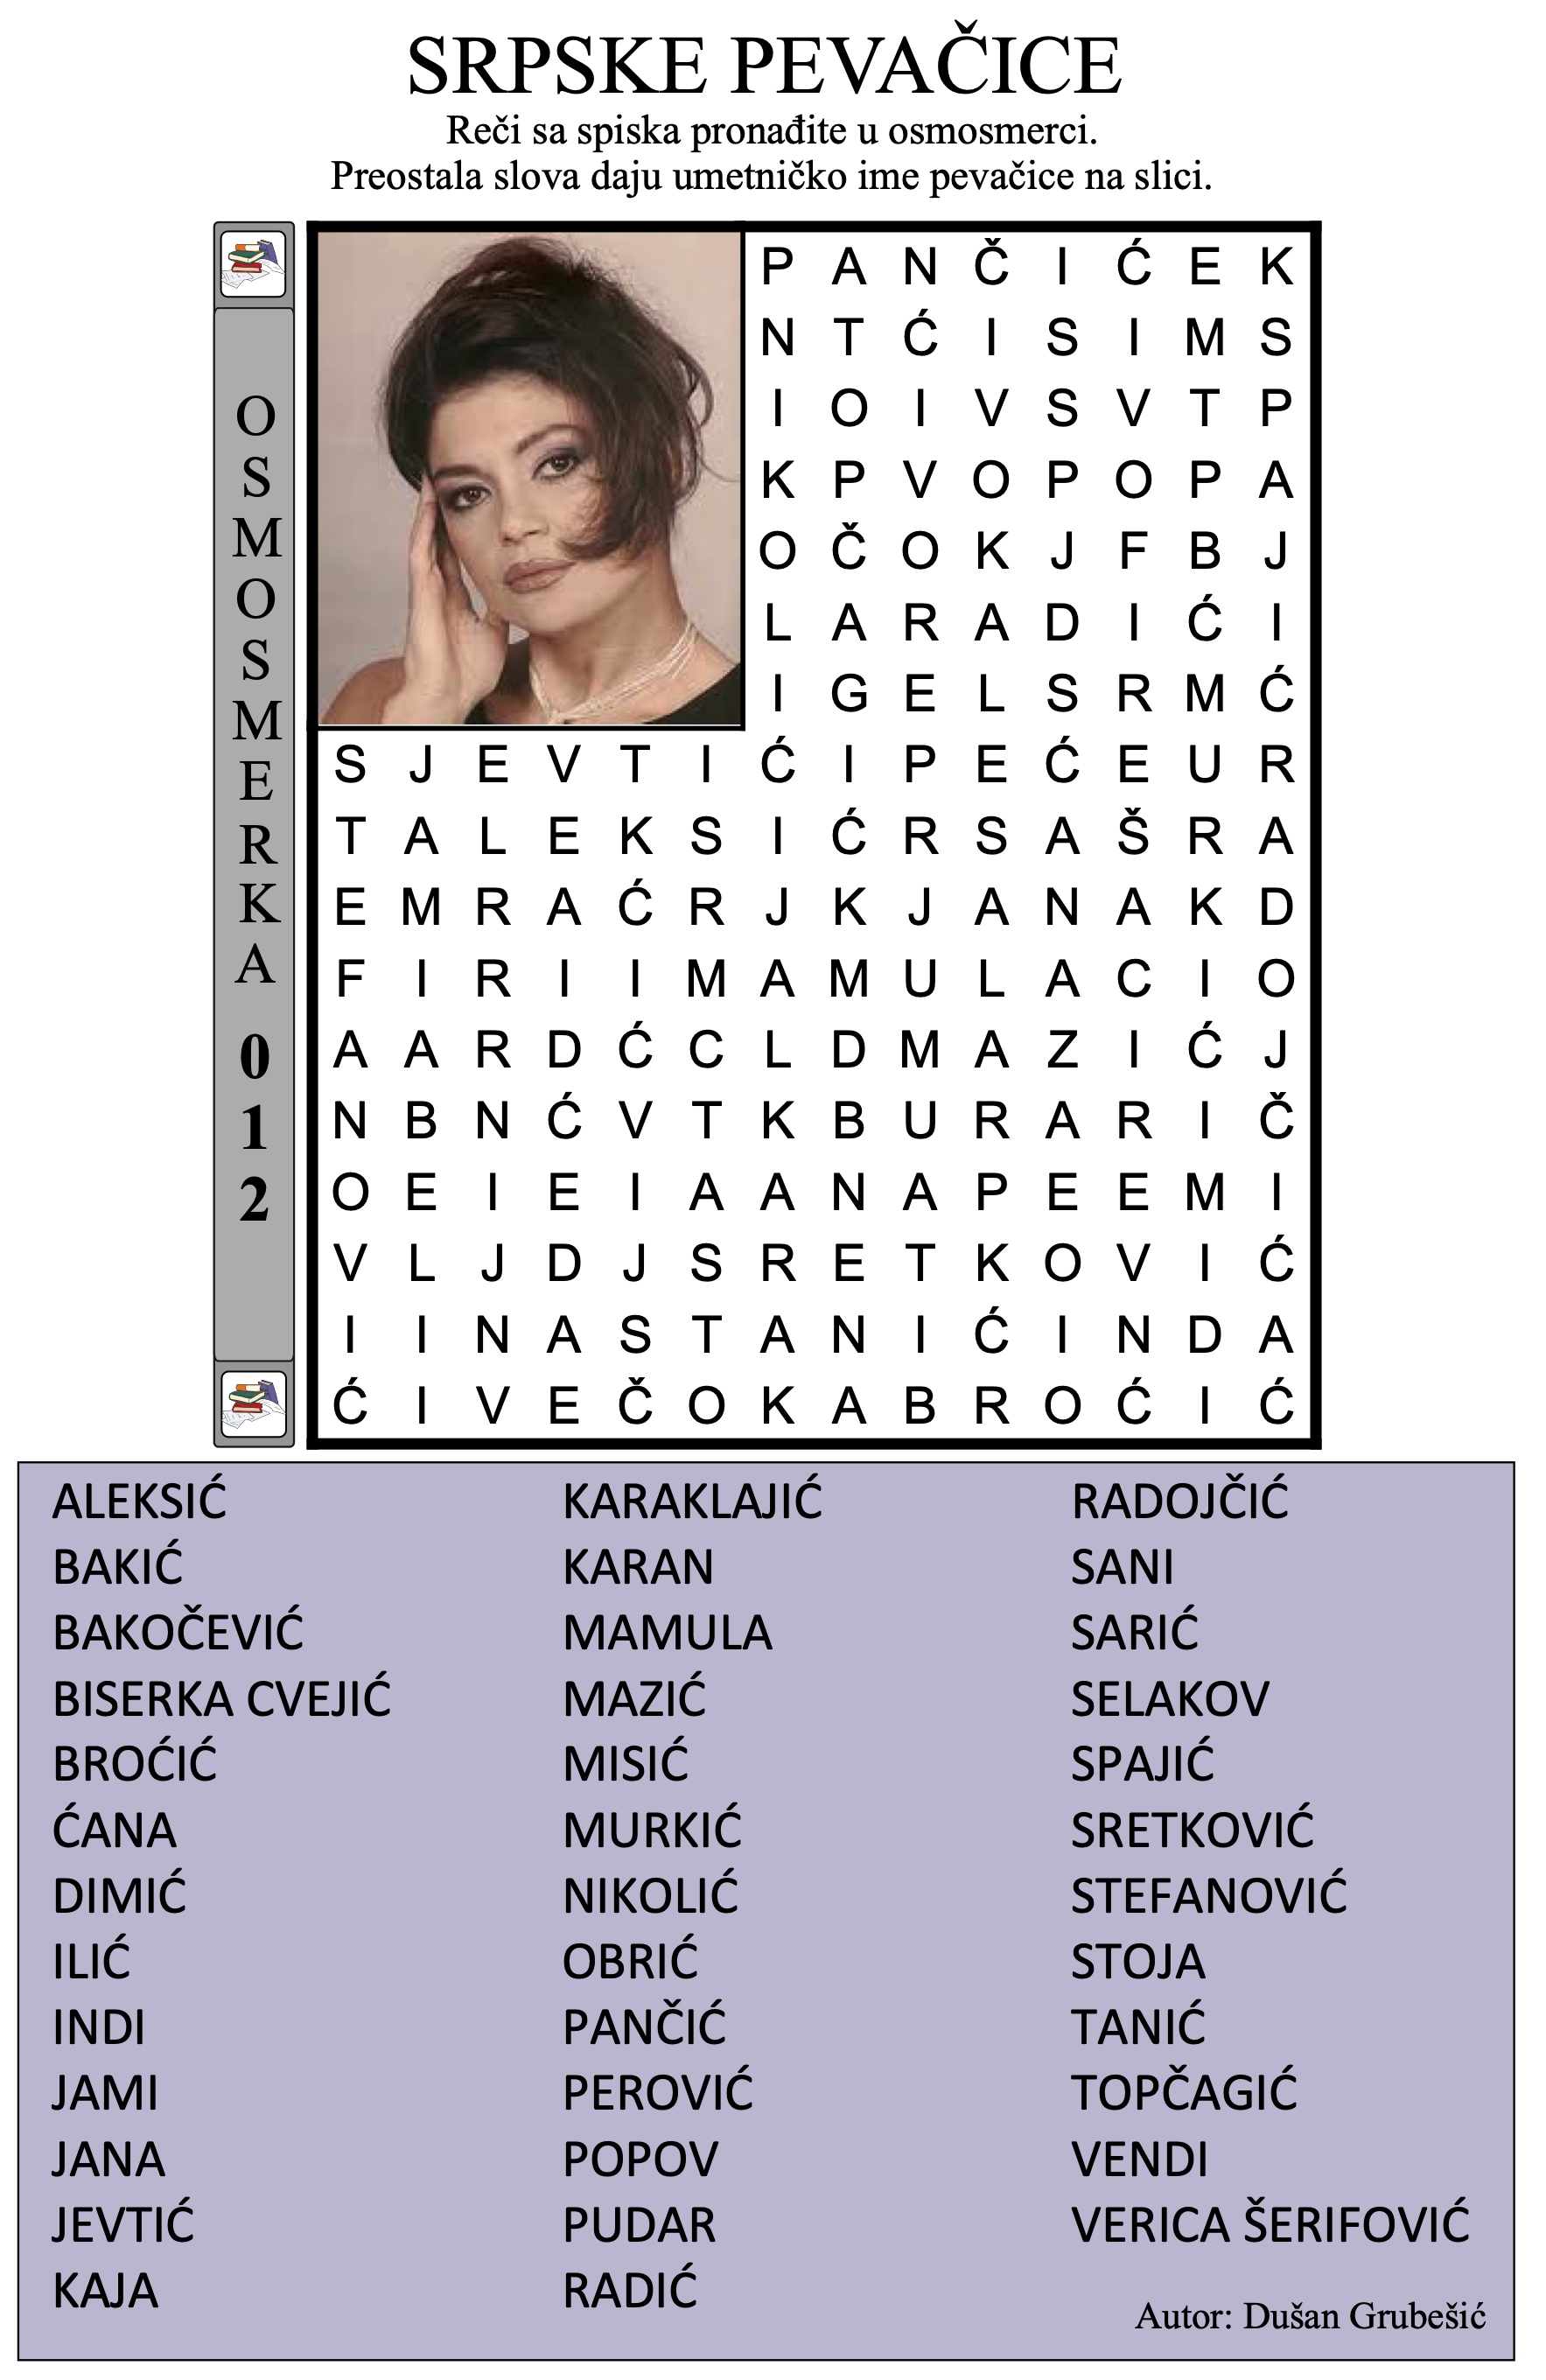 SRPSKE PEVAČICE
Reči sa spiska pronađite u osmosmerci.
Preostala slova daju umetničko ime pevačice na slici.
OSMOSMERKA 012
P A N Č I Ć E K
N T Ć I S I M S
I O I V S V T P
K P V O P O P A
O Č O K J F B J
L A R A D I Ć I
I G E L S R M Ć
S J E V T I Ć I P E Ć E U R
T A L E K S I Ć R S A Š R A
E M R A Ć R J K J A N A K D
F I R I I M A M U L A C I O
A A R D Ć C L D M A Z I Ć J
N B N Ć V T K B U R A R I Č
O E I E I A A N A P E E M I
V L J D J S R E T K O V I Ć
I I N A S T A N I Ć I N D A
Ć I V E Č O K A B R O Ć I Ć
ALEKSIĆ
BAKIĆ
BAKOČEVIĆ
BISERKA CVEJIĆ
BROĆIĆ
ĆANA
DIMIĆ
ILIĆ
INDI
JAMI
JANA
JEVTIĆ
KAJA
KARAKLAJIĆ
KARAN
MAMULA
MAZIĆ
MISIĆ
MURKIĆ
NIKOLIĆ
OBRIĆ
PANČIĆ
PEROVIĆ
POPOV
PUDAR
RADIĆ
RADOJČIĆ
SANI
SARIĆ
SELAKOV
SPAJIĆ
SRETKOVIĆ
STEFANOVIĆ
STOJA
TANIĆ
TOPČAGIĆ
VENDI
VERICA ŠERIFOVIĆ
Autor: Dušan Grubešić